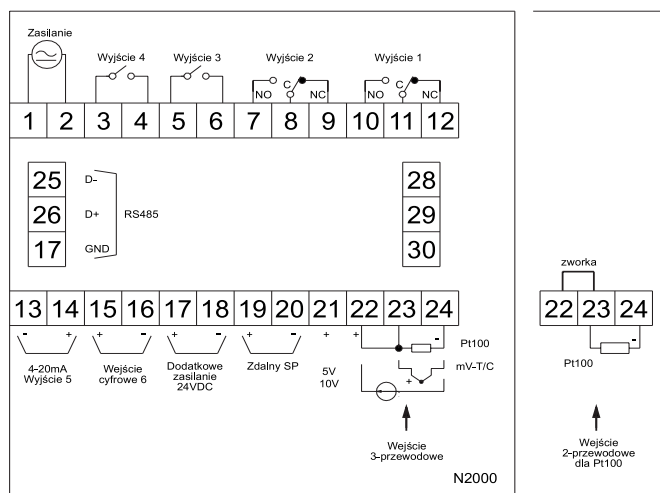 Zasilanie
Wyjście 4
Wyjście 3
Wyjście 2
Wyjście 1
NO C NC
NO C NC
1 2 3 4 5 6 7 8 9 10 11 12
25 D-
26 D+ RS485
17 GND
28
29
30
13 14 15 16 17 18 19 20 21 22 23 24
- + + - + - + - + + -
4-20mA
Wyjście 5
Wejście
cyfrowe 6
Dodatkowe
zasilanie
24VDC
Zdalny SP
5V
10V
Pt100
mV-T/C
+ -
Wejście
3-przewodowe
N2000
zworka
22 23 24
-
Pt100
Wejście
2-przewodowe
dla Pt100